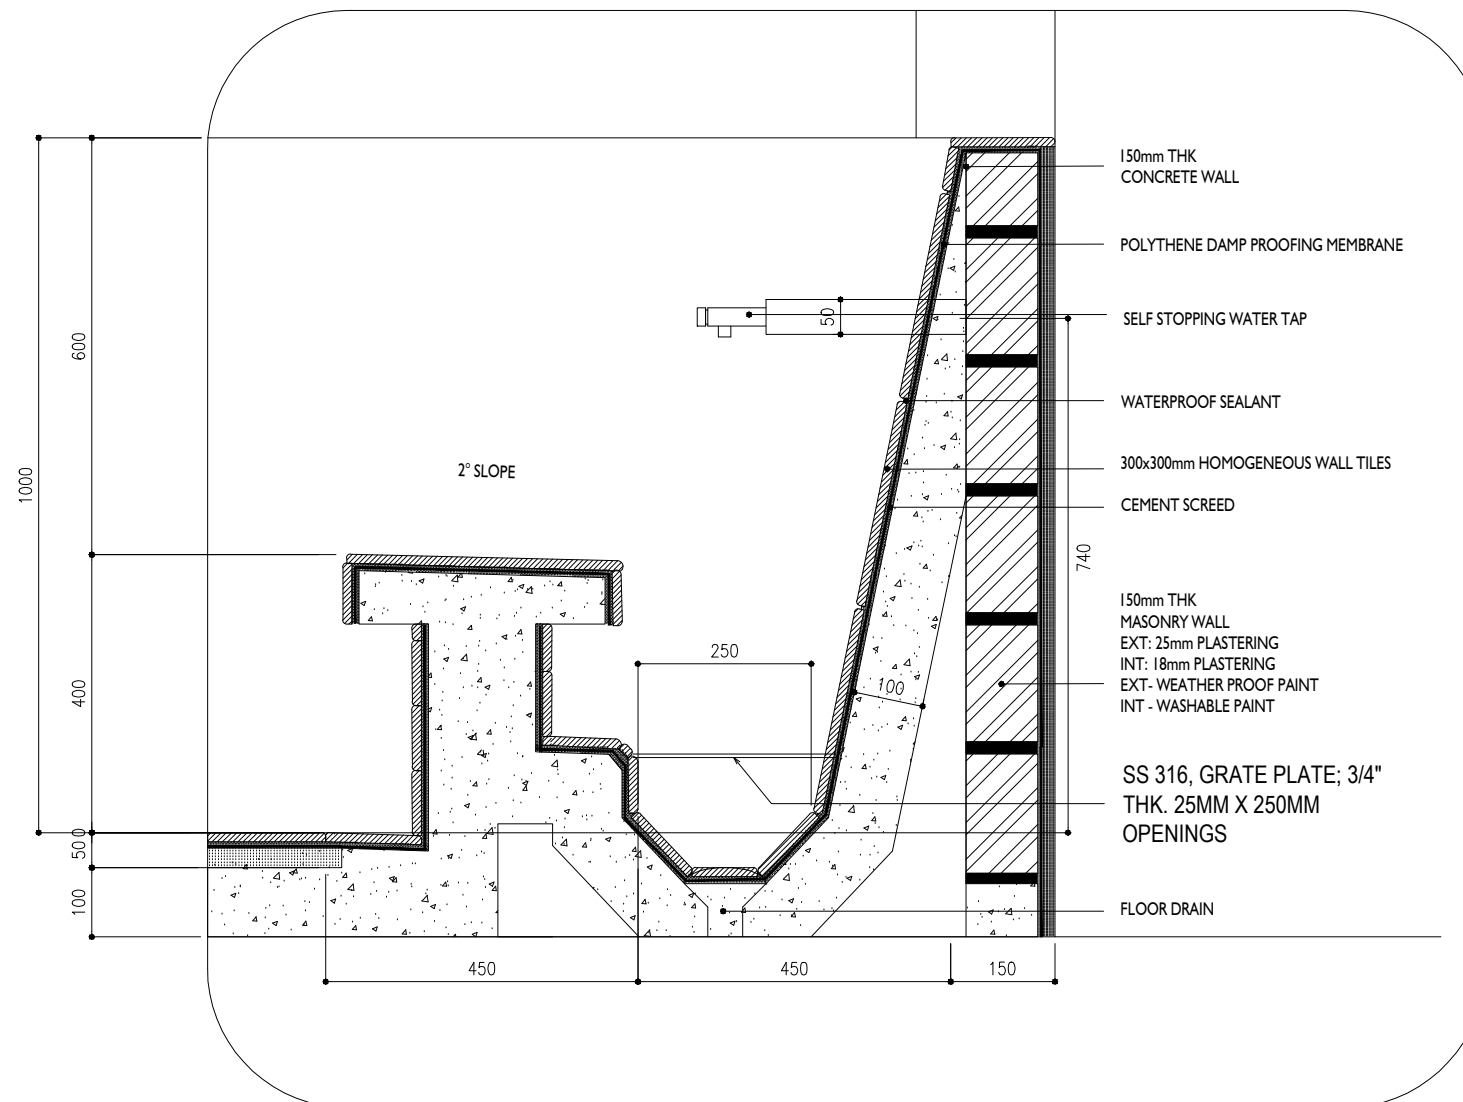 150mm THK
CONCRETE WALL
POLYTHENE DAMP PROOFING MEMBRANE
SELF STOPPING WATER TAP
50
600
WATERPROOF SEALANT
300x300mm HOMOGENEOUS WALL TILES
2° SLOPE
1000
CEMENT SCREED
740
150mm THK
MASONRY WALL
EXT: 25mm PLASTERING
INT: 18mm PLASTERING
EXT- WEATHER PROOF PAINT
INT - WASHABLE PAINT
250
400
100
SS 316, GRATE PLATE; 3/4"
THK. 25MM X 250MM
OPENINGS
50
0
100
FLOOR DRAIN
450
450
150